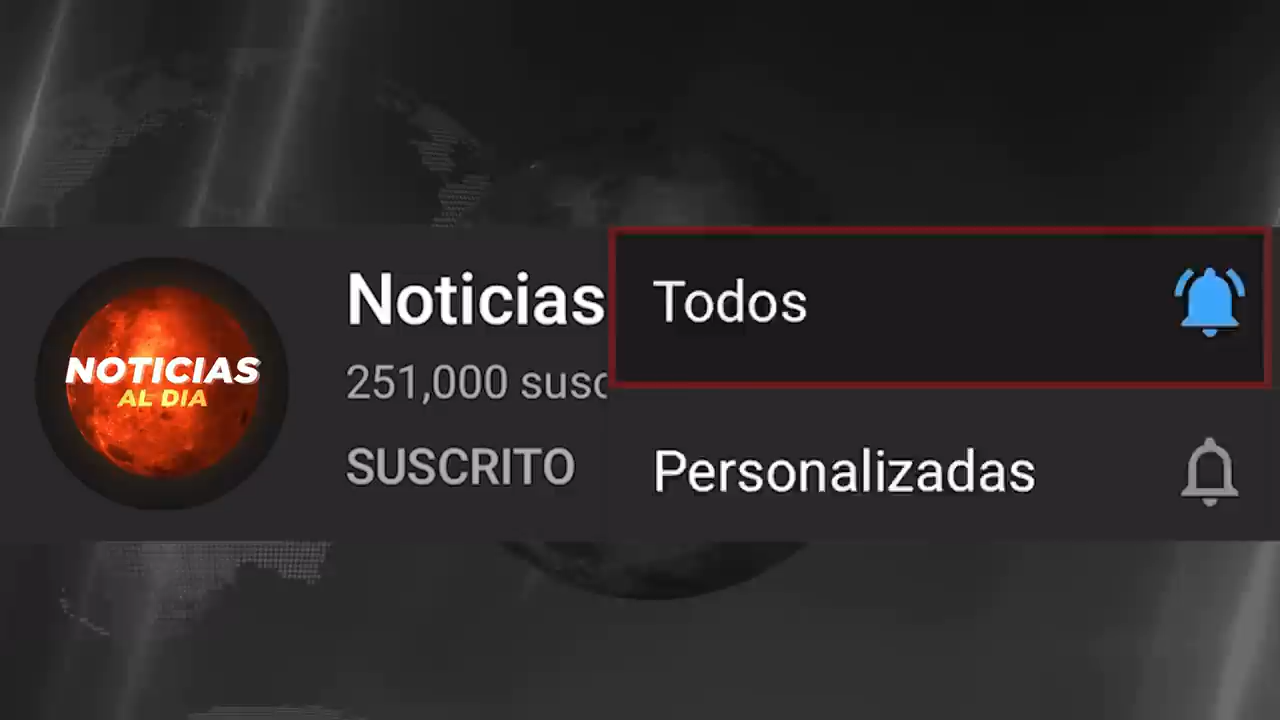 NOTICIAS
AL DIA
Noticias
251,000 susc
SUSCRITO
Todos
Personalizadas